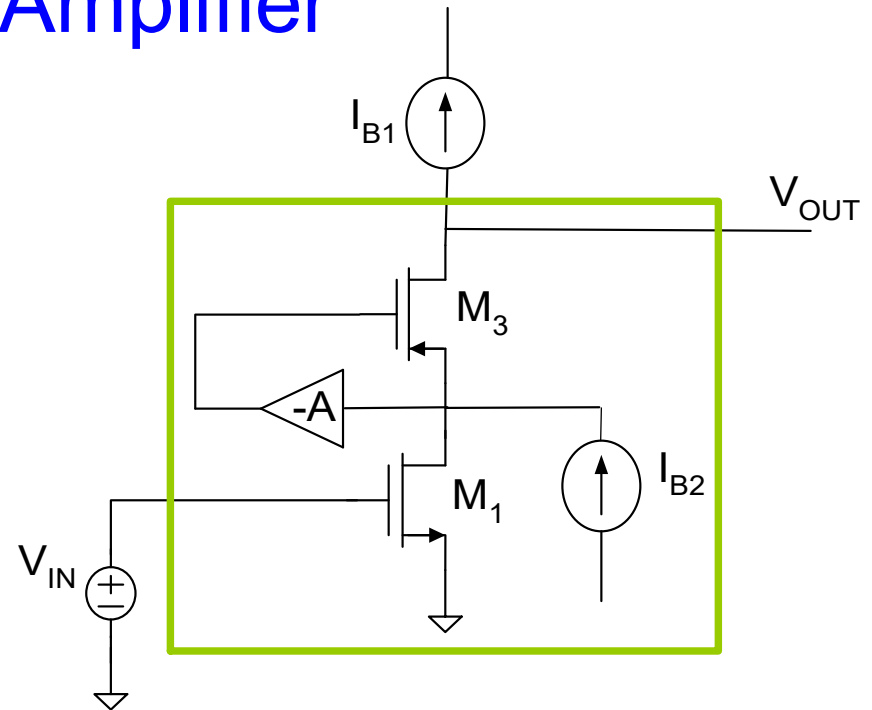 Amplifier
I_B1
V_OUT
M_3
-A
I_B2
M_1
V_IN